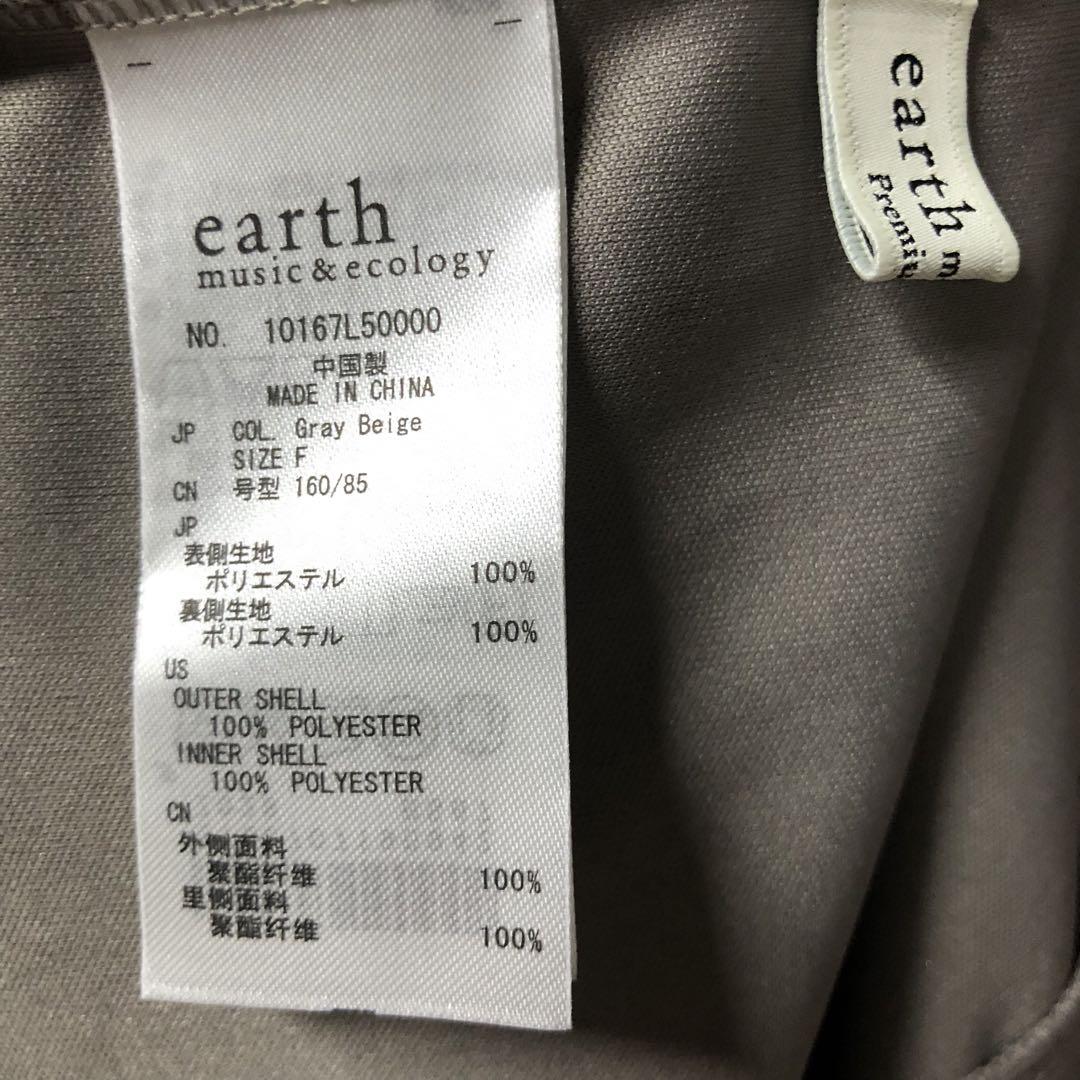 earth
music & ecology
NO. 10167L50000
中国製
MADE IN CHINA
JP COL. Gray Beige
SIZE F
CN 号型 160/85
JP
表側生地
ポリエステル 100%
裏側生地
ポリエステル 100%
US
OUTER SHELL
100% POLYESTER
INNER SHELL
100% POLYESTER
CN
外侧面料
聚酯纤维 100%
里侧面料
聚酯纤维 100%
earth m
Premiu